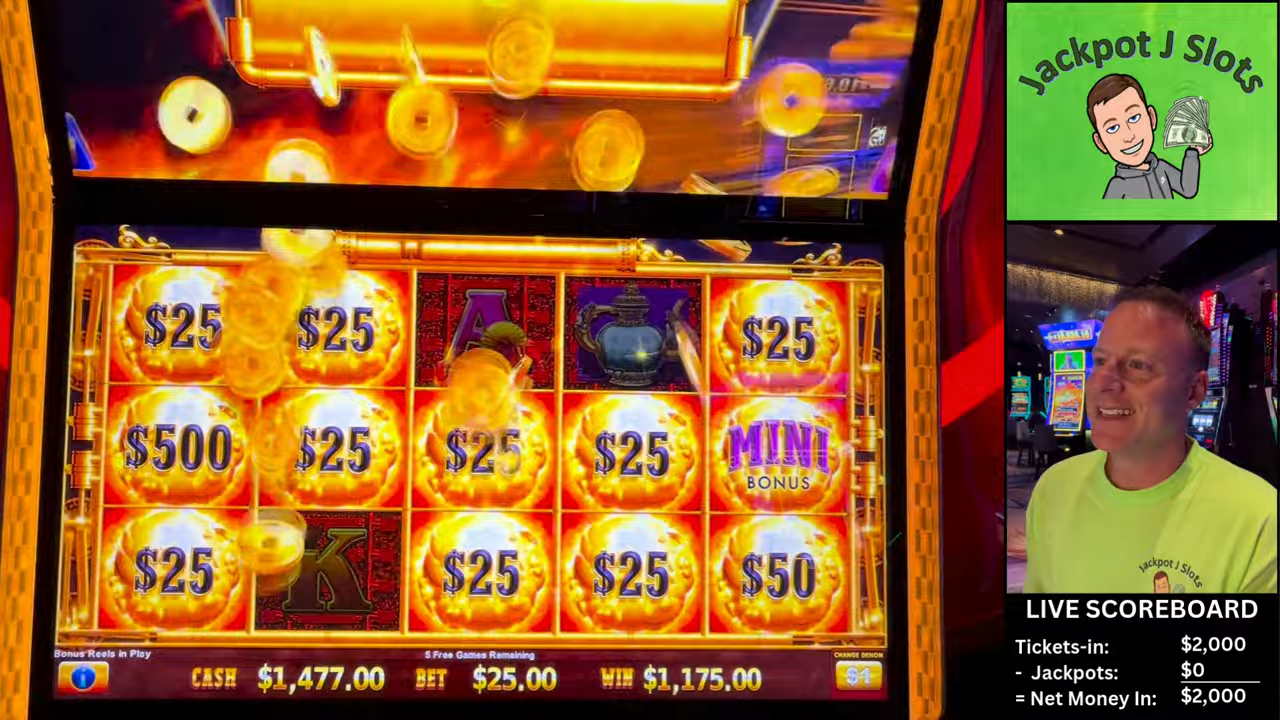 Jackpot J Slots
$25 $25 A $25
$500 $25 $25 $25 MINI
BONUS
$25 K $25 $25 $50
Bonus Reels in Play
5 Free Games Remaining
CHANGE DENOM
CASH $1,477.00 BET $25.00 WIN $1,175.00 $1
Jackpot J Slots
LIVE SCOREBOARD
Tickets-in: $2,000
- Jackpots: $0
= Net Money In: $2,000